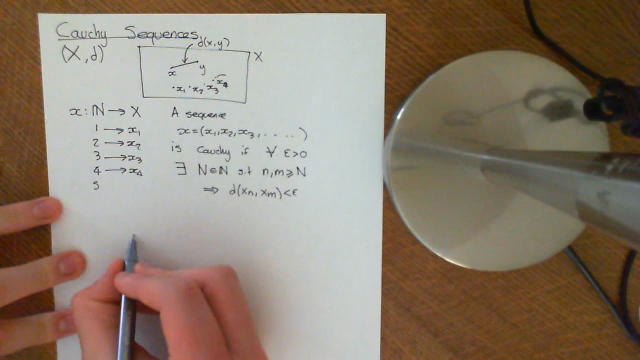 Cauchy Sequences
(X,d)
d(x,y)
X
x y
x₁ x₂ x₃ x₄
x: ℕ → X
1 → x₁
2 → x₂
3 → x₃
4 → x₄
5
A sequence
x=(x₁,x₂,x₃,.....)
is Cauchy if ∀ ε>0
∃ N∈ℕ s.t n,m⩾N
⇒ d(xn,xm)<ε